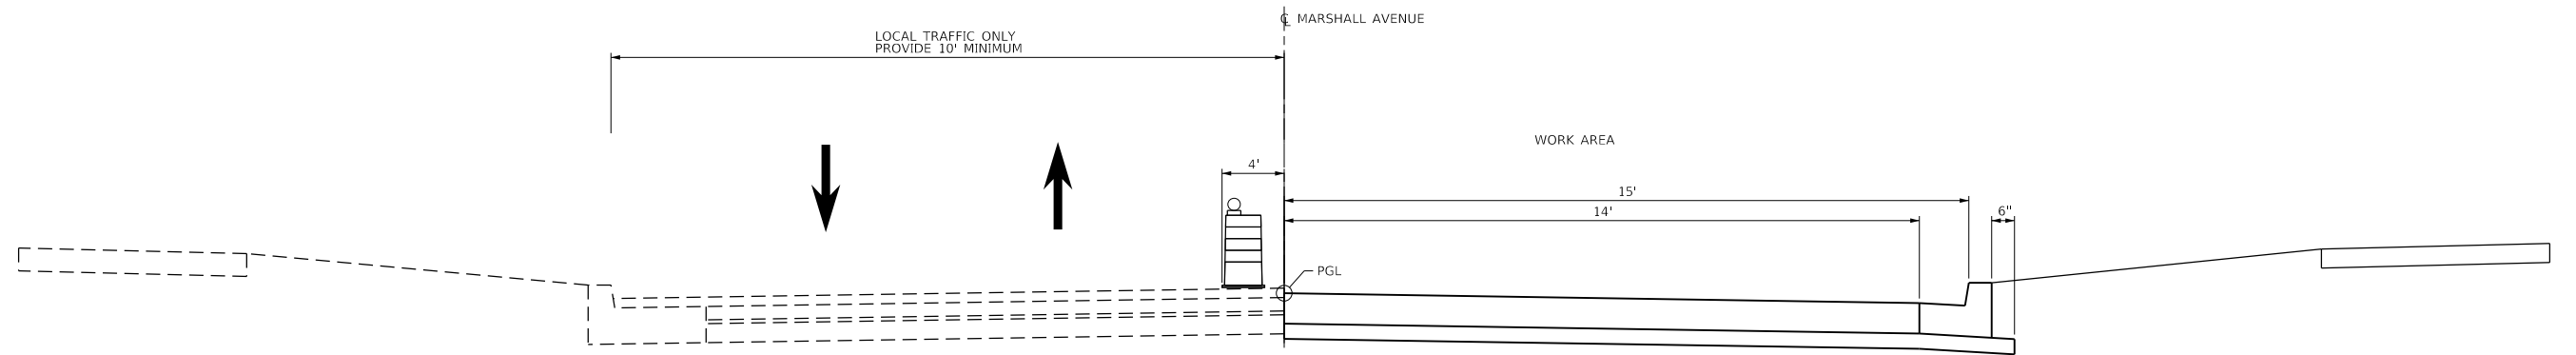 ℄ MARSHALL AVENUE
LOCAL TRAFFIC ONLY
PROVIDE 10' MINIMUM
WORK AREA
4'
15'
14'
6"
PGL